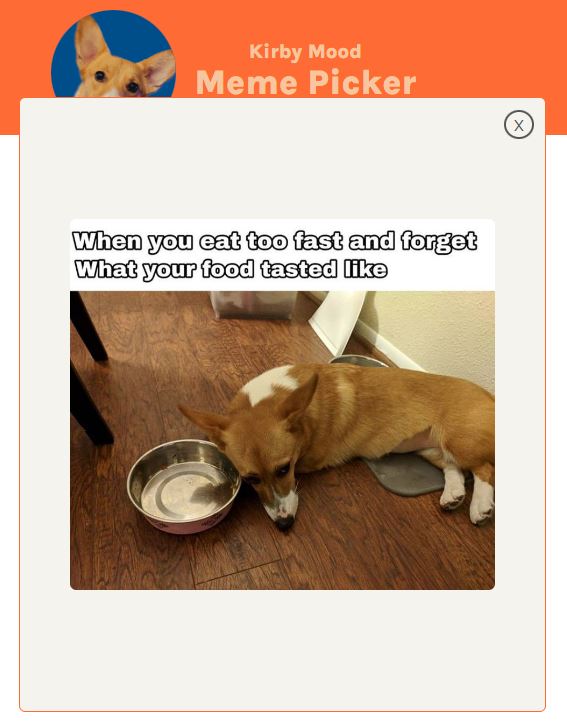 Kirby Mood
Meme Picker
X
When you eat too fast and forget
What your food tasted like